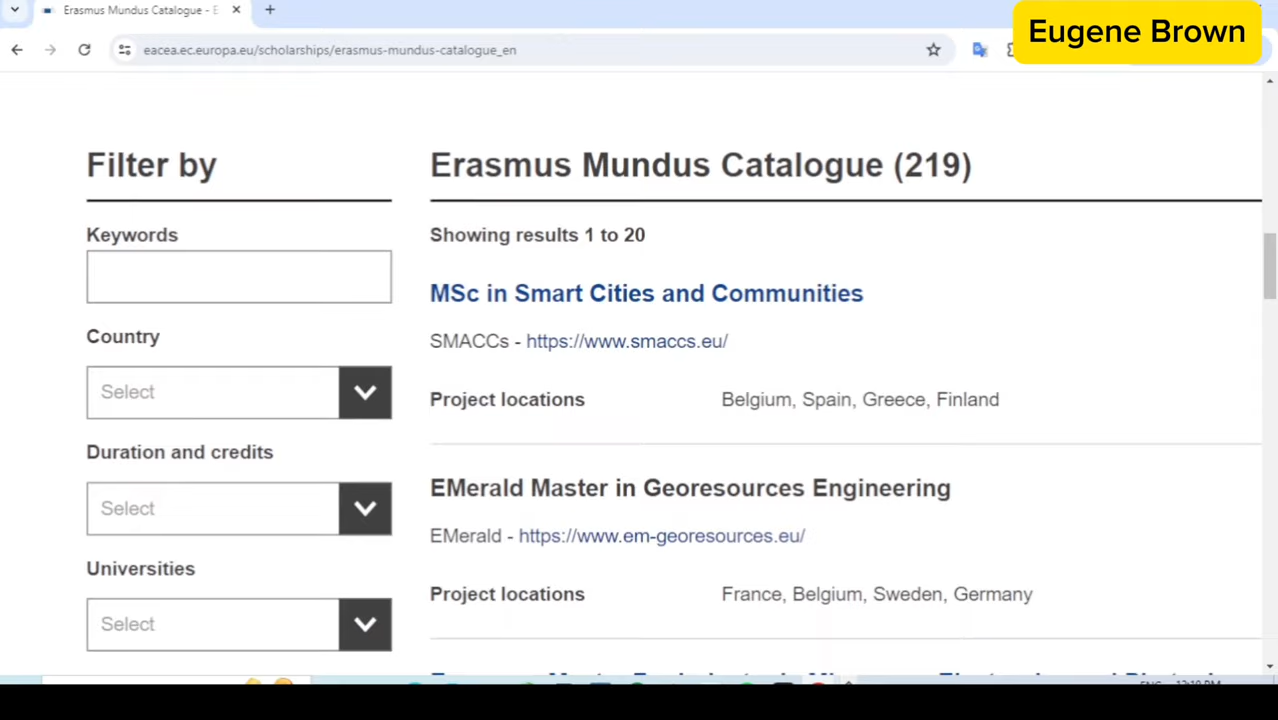 Erasmus Mundus Catalogue - E
Eugene Brown
eacea.ec.europa.eu/scholarships/erasmus-mundus-catalogue_en
Filter by
Keywords
Country
Select
Duration and credits
Select
Universities
Select
Erasmus Mundus Catalogue (219)
Showing results 1 to 20
MSc in Smart Cities and Communities
SMACCs - https://www.smaccs.eu/
Project locations Belgium, Spain, Greece, Finland
EMerald Master in Georesources Engineering
EMerald - https://www.em-georesources.eu/
Project locations France, Belgium, Sweden, Germany